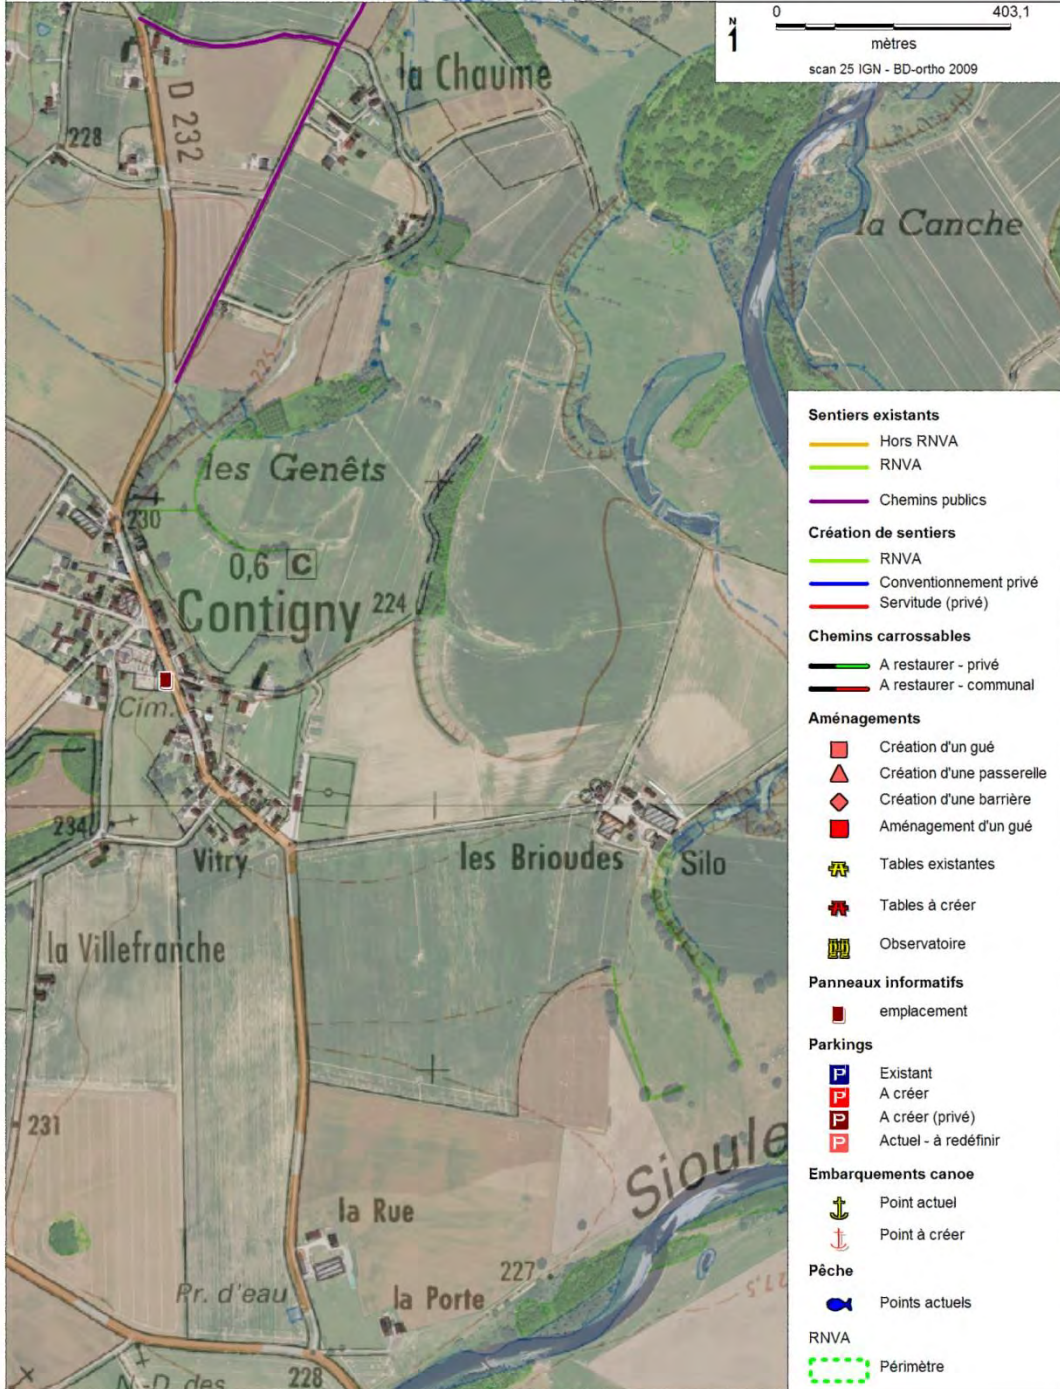 N
0 403,1
mètres
scan 25 IGN - BD-ortho 2009
la Chaume
D 232
228
la Canche
225
les Genêts
230
0,6 C
Contigny
224
Cim.
234
Vitry
les Brioudes
Silo
la Villefranche
231
Sioule
la Rue
227
Pr. d'eau
la Porte
227,5
N.-D. des
228
Sentiers existants
Hors RNVA
RNVA
Chemins publics
Création de sentiers
RNVA
Conventionnement privé
Servitude (privé)
Chemins carrossables
A restaurer - privé
A restaurer - communal
Aménagements
Création d'un gué
Création d'une passerelle
Création d'une barrière
Aménagement d'un gué
Tables existantes
Tables à créer
Observatoire
Panneaux informatifs
emplacement
Parkings
P Existant
P A créer
P A créer (privé)
P Actuel - à redéfinir
Embarquements canoe
Point actuel
Point à créer
Pêche
Points actuels
RNVA
Périmètre